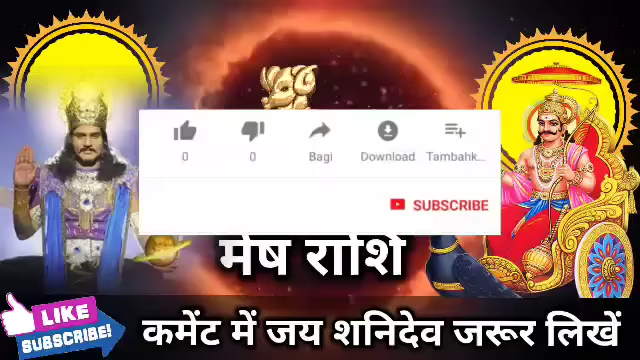 0 0 Bagi Download Tambahk...
SUBSCRIBE
मेष राशि
LIKE
SUBSCRIBE!
कमेंट में जय शनिदेव जरूर लिखें